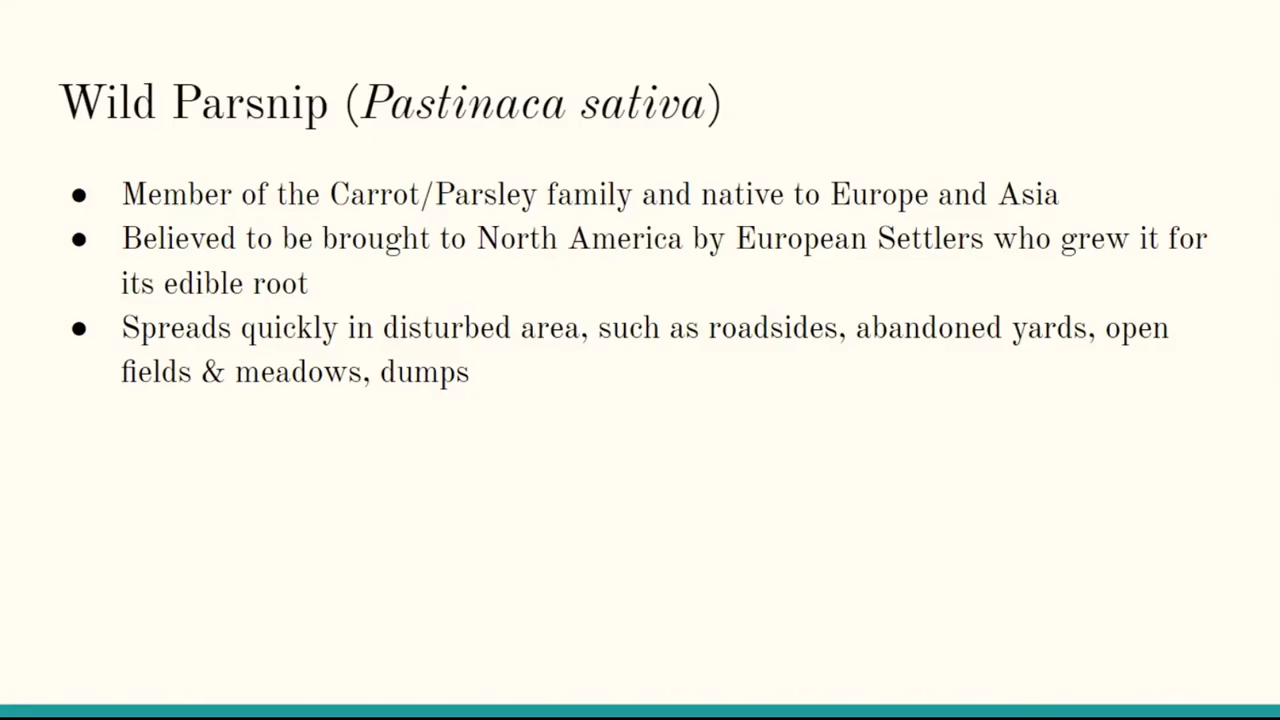 Wild Parsnip (Pastinaca sativa)
● Member of the Carrot/Parsley family and native to Europe and Asia
● Believed to be brought to North America by European Settlers who grew it for
its edible root
● Spreads quickly in disturbed area, such as roadsides, abandoned yards, open
fields & meadows, dumps